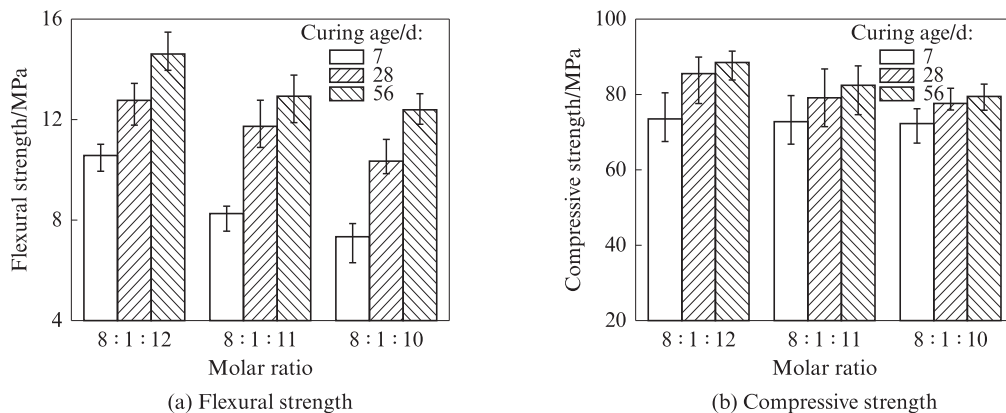 16
12
8
4
Flexural strength/MPa
Curing age/d:
7
28
56
8 : 1 : 12
8 : 1 : 11
8 : 1 : 10
Molar ratio
(a) Flexural strength
100
80
60
40
20
Compressive strength/MPa
Curing age/d:
7
28
56
8 : 1 : 12
8 : 1 : 11
8 : 1 : 10
Molar ratio
(b) Compressive strength